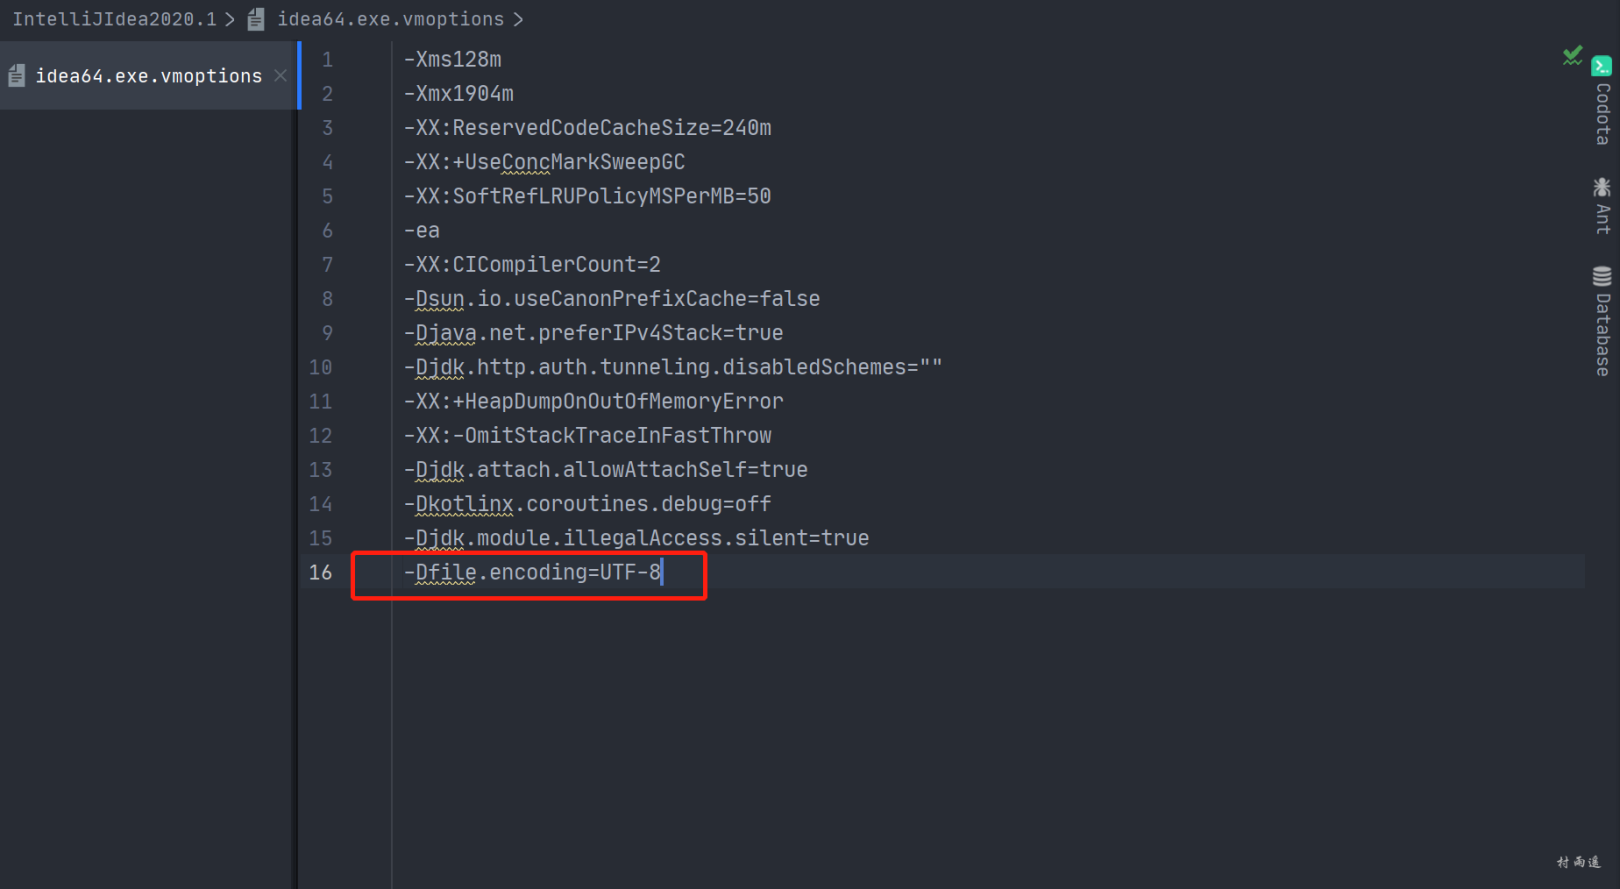 IntelliJIdea2020.1 > idea64.exe.vmoptions >
idea64.exe.vmoptions ×
1 -Xms128m
2 -Xmx1904m
3 -XX:ReservedCodeCacheSize=240m
4 -XX:+UseConcMarkSweepGC
5 -XX:SoftRefLRUPolicyMSPerMB=50
6 -ea
7 -XX:CICompilerCount=2
8 -Dsun.io.useCanonPrefixCache=false
9 -Djava.net.preferIPv4Stack=true
10 -Djdk.http.auth.tunneling.disabledSchemes=""
11 -XX:+HeapDumpOnOutOfMemoryError
12 -XX:-OmitStackTraceInFastThrow
13 -Djdk.attach.allowAttachSelf=true
14 -Dkotlinx.coroutines.debug=off
15 -Djdk.module.illegalAccess.silent=true
16 -Dfile.encoding=UTF-8
Codota
Ant
Database
村雨遥